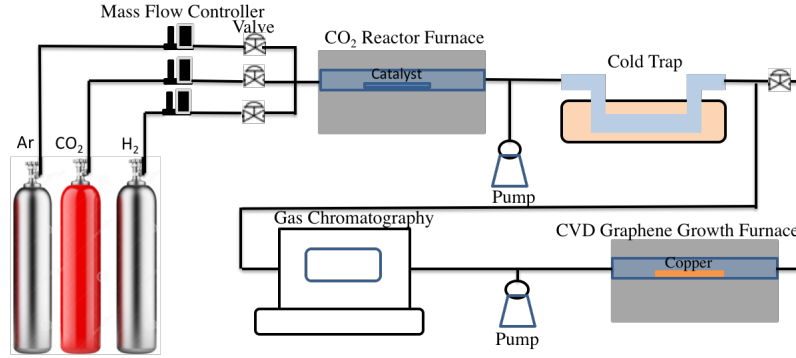 Mass Flow Controller
Valve
CO₂ Reactor Furnace
Cold Trap
Catalyst
Ar
CO₂
H₂
Pump
Gas Chromatography
CVD Graphene Growth Furnace
Copper
Pump